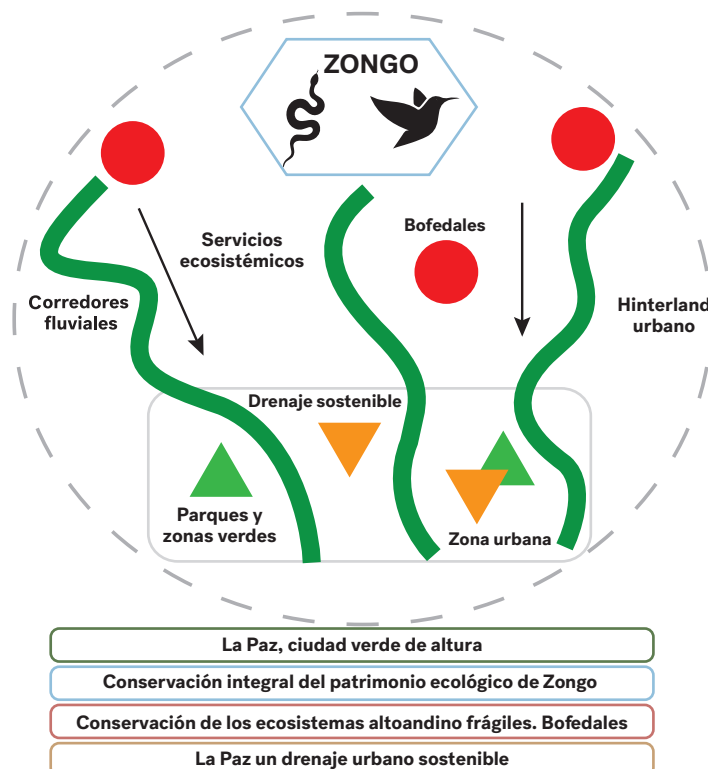 ZONGO
Servicios
ecosistémicos
Bofedales
Corredores
fluviales
Hinterland
urbano
Drenaje sostenible
Parques y
zonas verdes
Zona urbana
La Paz, ciudad verde de altura
Conservación integral del patrimonio ecológico de Zongo
Conservación de los ecosistemas altoandino frágiles. Bofedales
La Paz un drenaje urbano sostenible